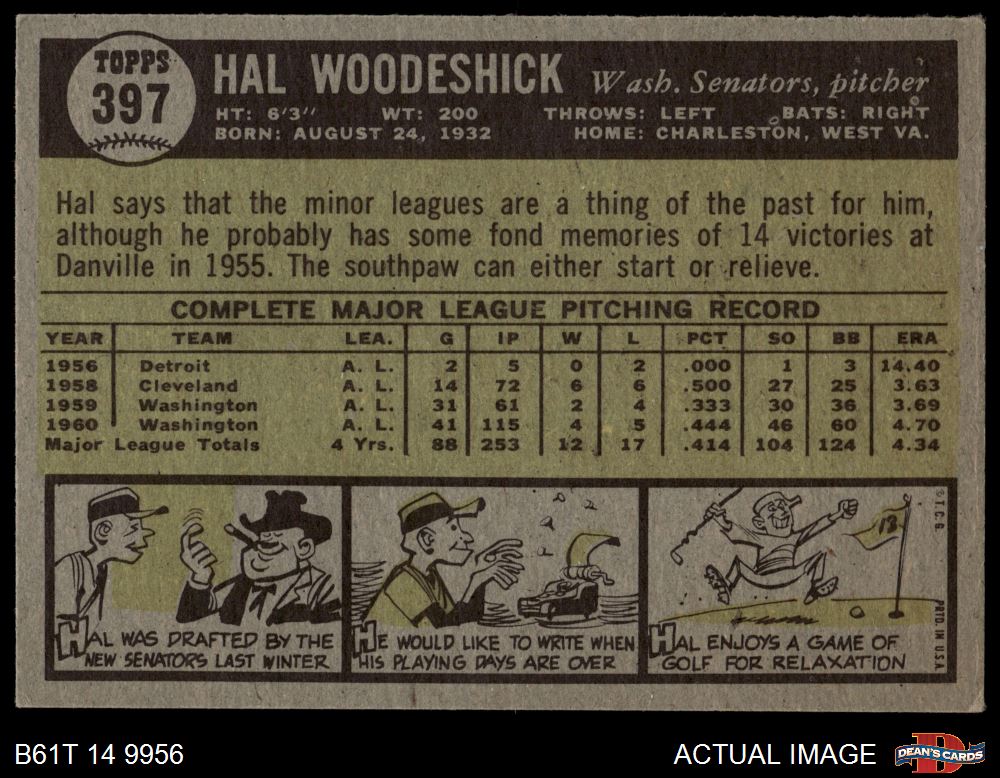 TOPPS
397
HAL WOODESHICK Wash. Senators, pitcher
HT: 6'3" WT: 200 THROWS: LEFT BATS: RIGHT
BORN: AUGUST 24, 1932 HOME: CHARLESTON, WEST VA.
Hal says that the minor leagues are a thing of the past for him,
although he probably has some fond memories of 14 victories at
Danville in 1955. The southpaw can either start or relieve.
COMPLETE MAJOR LEAGUE PITCHING RECORD
YEAR TEAM LEA. G IP W L PCT SO BB ERA
1956 Detroit A. L. 2 5 0 2 .000 1 3 14.40
1958 Cleveland A. L. 14 72 6 6 .500 27 25 3.63
1959 Washington A. L. 31 61 2 4 .333 30 36 3.69
1960 Washington A. L. 41 115 4 5 .444 46 60 4.70
Major League Totals 4 Yrs. 88 253 12 17 .414 104 124 4.34
HAL WAS DRAFTED BY THE
NEW SENATORS LAST WINTER
HE WOULD LIKE TO WRITE WHEN
HIS PLAYING DAYS ARE OVER
13
HAL ENJOYS A GAME OF
GOLF FOR RELAXATION
© T. C. G.
PRTD. IN U.S.A.
B61T 14 9956
ACTUAL IMAGE
D
DEAN'S CARDS